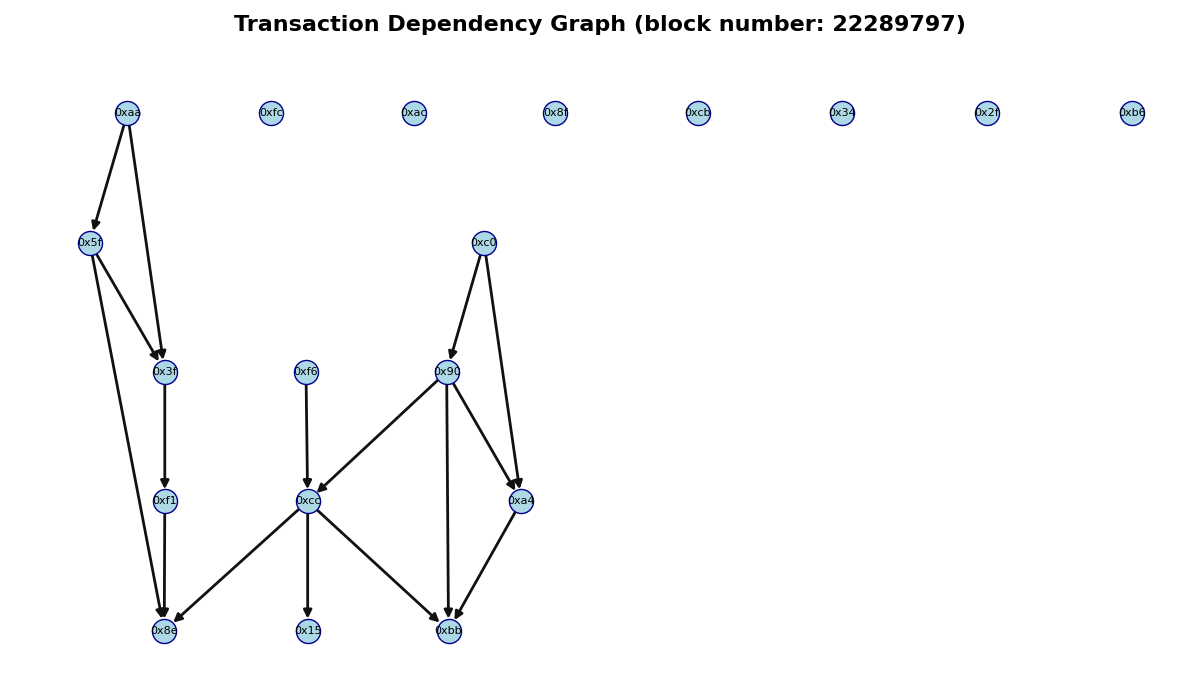 Transaction Dependency Graph (block number: 22289797)
0xaa 0xfc 0xac 0x8f 0xcb 0x34 0x2f 0xb6
0x5f 0xc0
0x3f 0xf6 0x90
0xf1 0xcc 0xa4
0x8e 0x15 0xbb